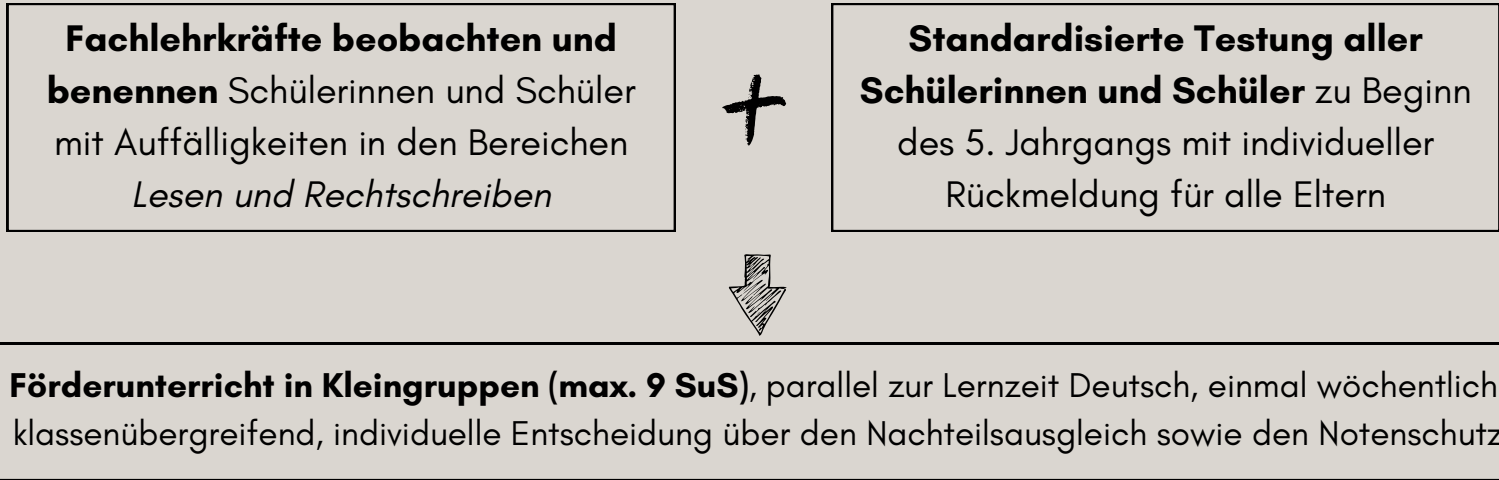 Fachlehrkräfte beobachten und
benennen Schülerinnen und Schüler
mit Auffälligkeiten in den Bereichen
Lesen und Rechtschreiben
+
Standardisierte Testung aller
Schülerinnen und Schüler zu Beginn
des 5. Jahrgangs mit individueller
Rückmeldung für alle Eltern
Förderunterricht in Kleingruppen (max. 9 SuS), parallel zur Lernzeit Deutsch, einmal wöchentlich
klassenübergreifend, individuelle Entscheidung über den Nachteilsausgleich sowie den Notenschutz